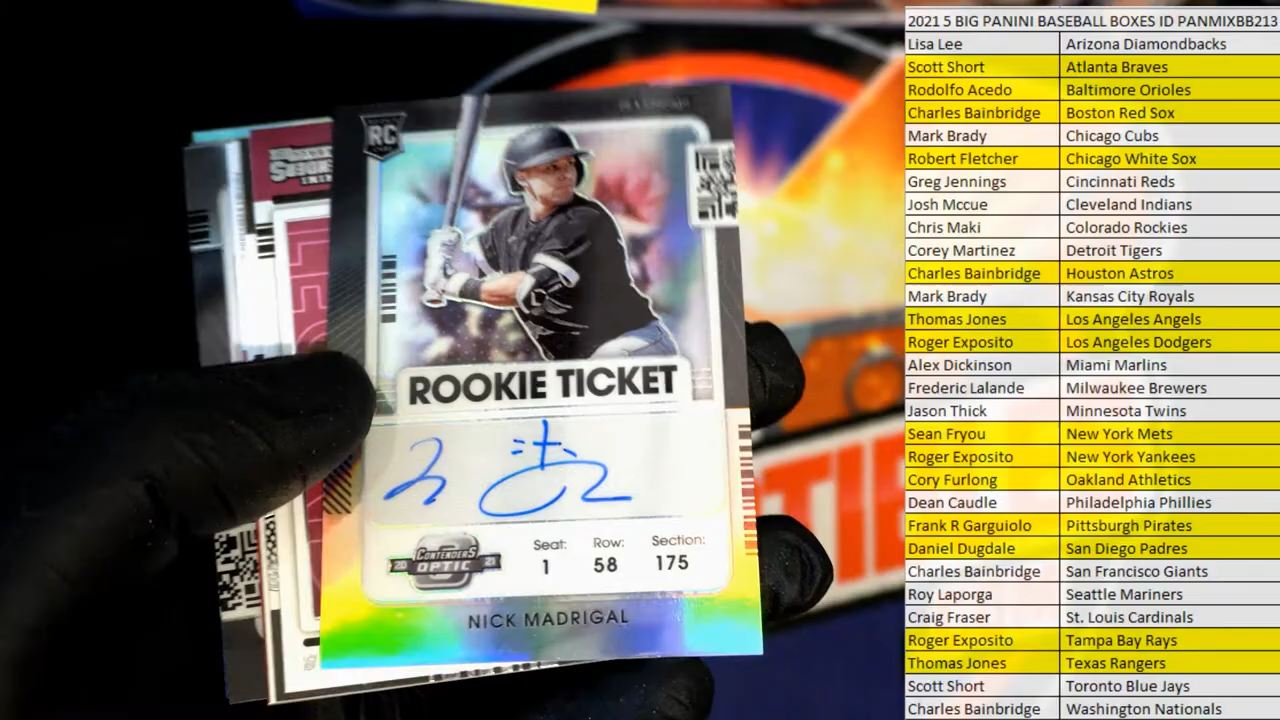 RC
ROOKIE TICKET
CONTENDERS
20 OPTIC 21
Seat: Row: Section:
1 58 175
NICK MADRIGAL
2021 5 BIG PANINI BASEBALL BOXES ID PANMIXBB213
Lisa Lee Arizona Diamondbacks
Scott Short Atlanta Braves
Rodolfo Acedo Baltimore Orioles
Charles Bainbridge Boston Red Sox
Mark Brady Chicago Cubs
Robert Fletcher Chicago White Sox
Greg Jennings Cincinnati Reds
Josh Mccue Cleveland Indians
Chris Maki Colorado Rockies
Corey Martinez Detroit Tigers
Charles Bainbridge Houston Astros
Mark Brady Kansas City Royals
Thomas Jones Los Angeles Angels
Roger Exposito Los Angeles Dodgers
Alex Dickinson Miami Marlins
Frederic Lalande Milwaukee Brewers
Jason Thick Minnesota Twins
Sean Fryou New York Mets
Roger Exposito New York Yankees
Cory Furlong Oakland Athletics
Dean Caudle Philadelphia Phillies
Frank R Garguiolo Pittsburgh Pirates
Daniel Dugdale San Diego Padres
Charles Bainbridge San Francisco Giants
Roy Laporga Seattle Mariners
Craig Fraser St. Louis Cardinals
Roger Exposito Tampa Bay Rays
Thomas Jones Texas Rangers
Scott Short Toronto Blue Jays
Charles Bainbridge Washington Nationals